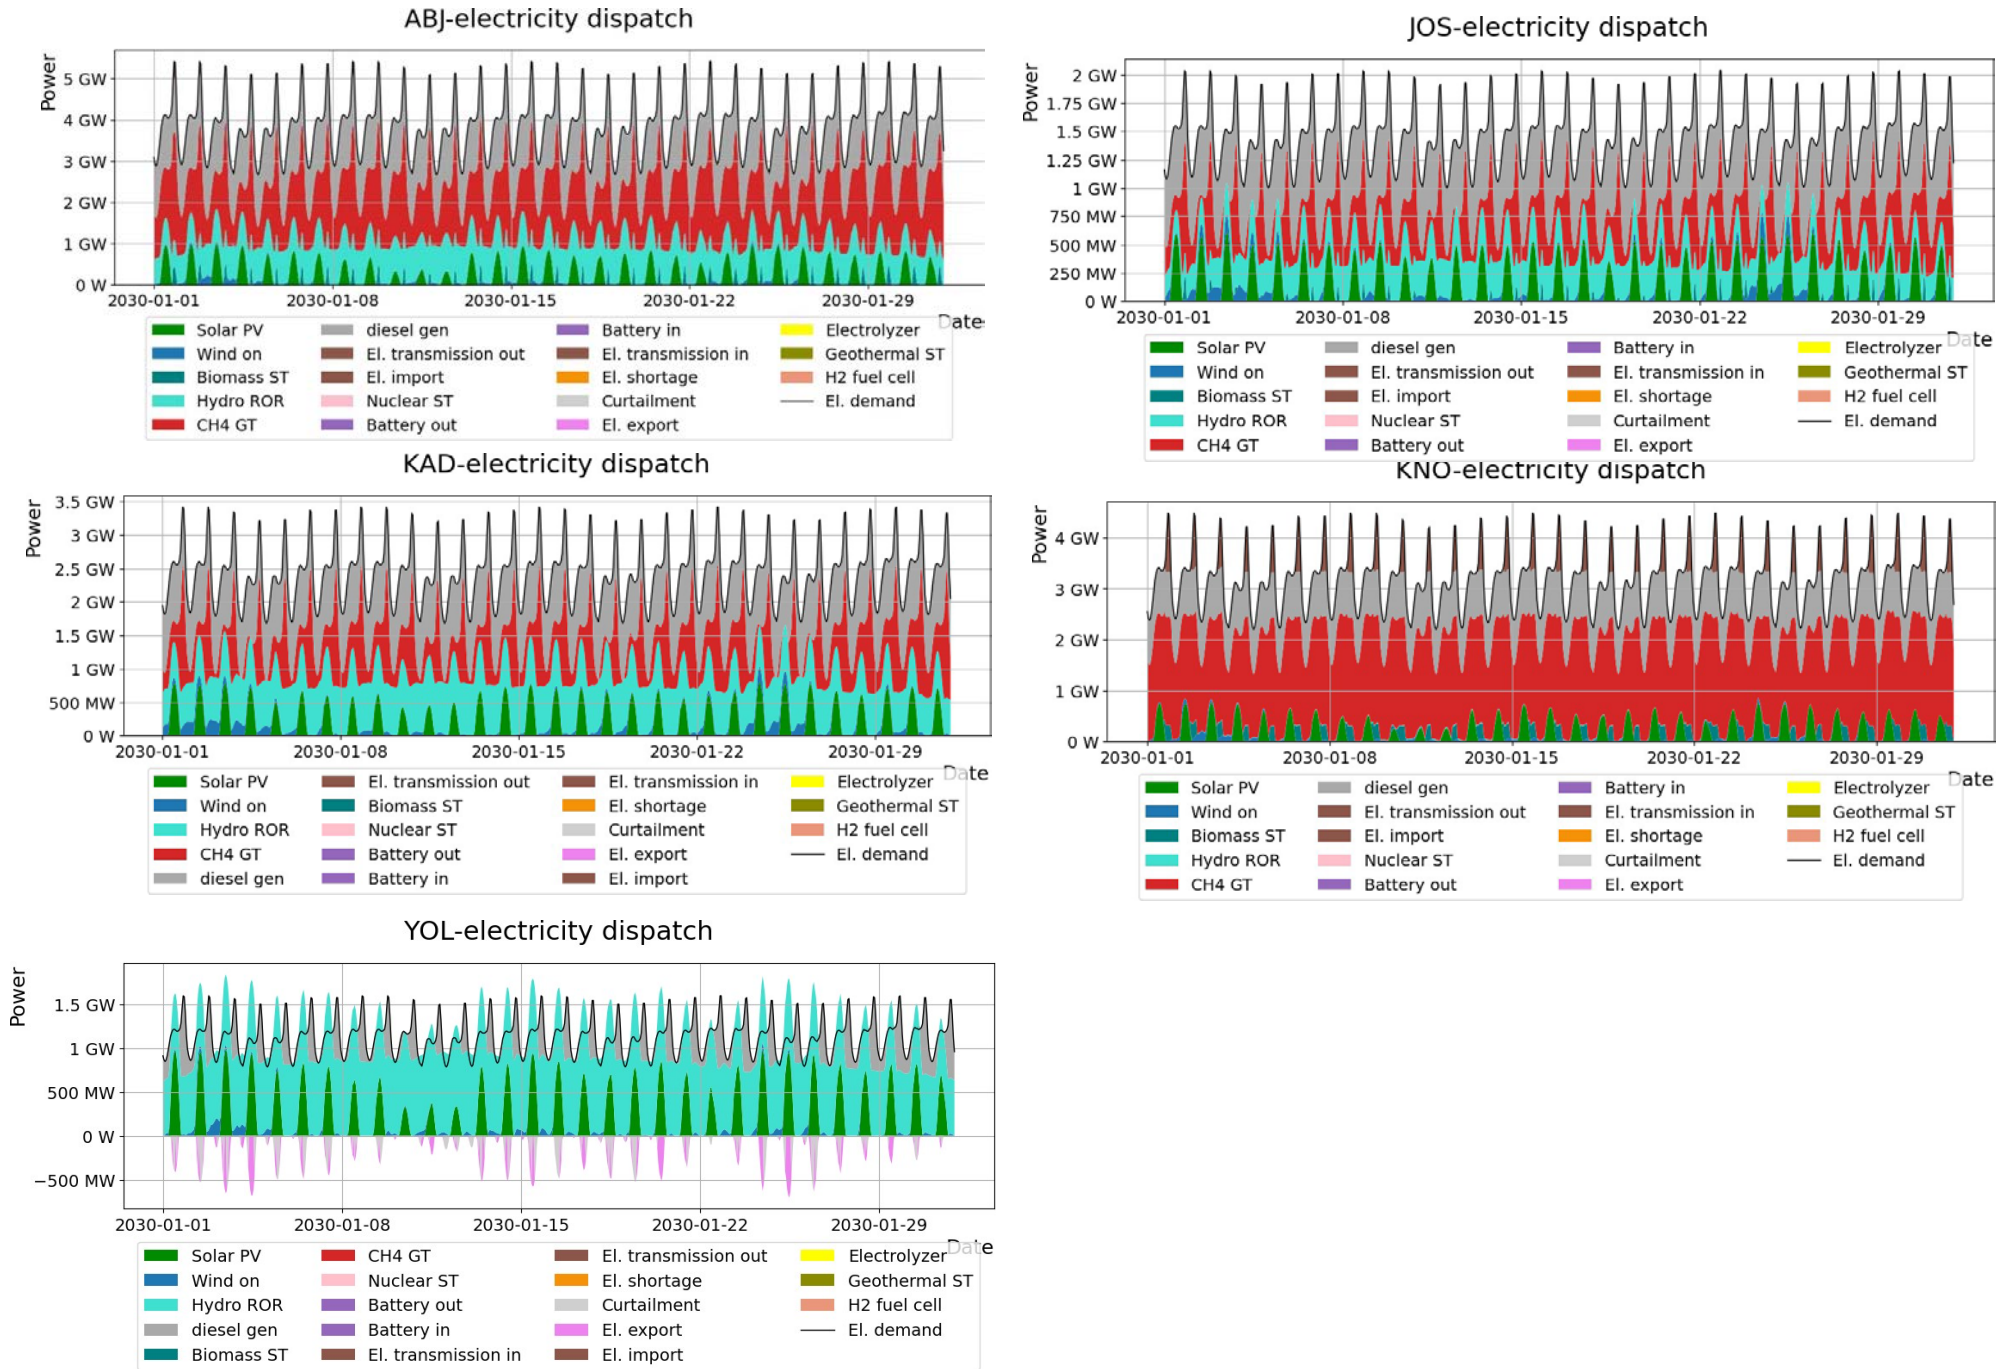 ABJ-electricity dispatch
Power
5 GW
4 GW
3 GW
2 GW
1 GW
0 W
2030-01-01 2030-01-08 2030-01-15 2030-01-22 2030-01-29
Date
Solar PV diesel gen Battery in Electrolyzer
Wind on El. transmission out El. transmission in Geothermal ST
Biomass ST El. import El. shortage H2 fuel cell
Hydro ROR Nuclear ST Curtailment El. demand
CH4 GT Battery out El. export
JOS-electricity dispatch
Power
2 GW
1.75 GW
1.5 GW
1.25 GW
1 GW
750 MW
500 MW
250 MW
0 W
2030-01-01 2030-01-08 2030-01-15 2030-01-22 2030-01-29
Date
Solar PV diesel gen Battery in Electrolyzer
Wind on El. transmission out El. transmission in Geothermal ST
Biomass ST El. import El. shortage H2 fuel cell
Hydro ROR Nuclear ST Curtailment El. demand
CH4 GT Battery out El. export
KAD-electricity dispatch
Power
3.5 GW
3 GW
2.5 GW
2 GW
1.5 GW
1 GW
500 MW
0 W
2030-01-01 2030-01-08 2030-01-15 2030-01-22 2030-01-29
Date
Solar PV El. transmission out El. transmission in Electrolyzer
Wind on Biomass ST El. shortage Geothermal ST
Hydro ROR Nuclear ST Curtailment H2 fuel cell
CH4 GT Battery out El. export El. demand
diesel gen Battery in El. import
KNO-electricity dispatch
Power
4 GW
3 GW
2 GW
1 GW
0 W
2030-01-01 2030-01-08 2030-01-15 2030-01-22 2030-01-29
Date
Solar PV diesel gen Battery in Electrolyzer
Wind on El. transmission out El. transmission in Geothermal ST
Biomass ST El. import El. shortage H2 fuel cell
Hydro ROR Nuclear ST Curtailment El. demand
CH4 GT Battery out El. export
YOL-electricity dispatch
Power
1.5 GW
1 GW
500 MW
0 W
−500 MW
2030-01-01 2030-01-08 2030-01-15 2030-01-22 2030-01-29
Date
Solar PV CH4 GT El. transmission out Electrolyzer
Wind on Nuclear ST El. shortage Geothermal ST
Hydro ROR Battery out Curtailment H2 fuel cell
diesel gen Battery in El. export El. demand
Biomass ST El. transmission in El. import